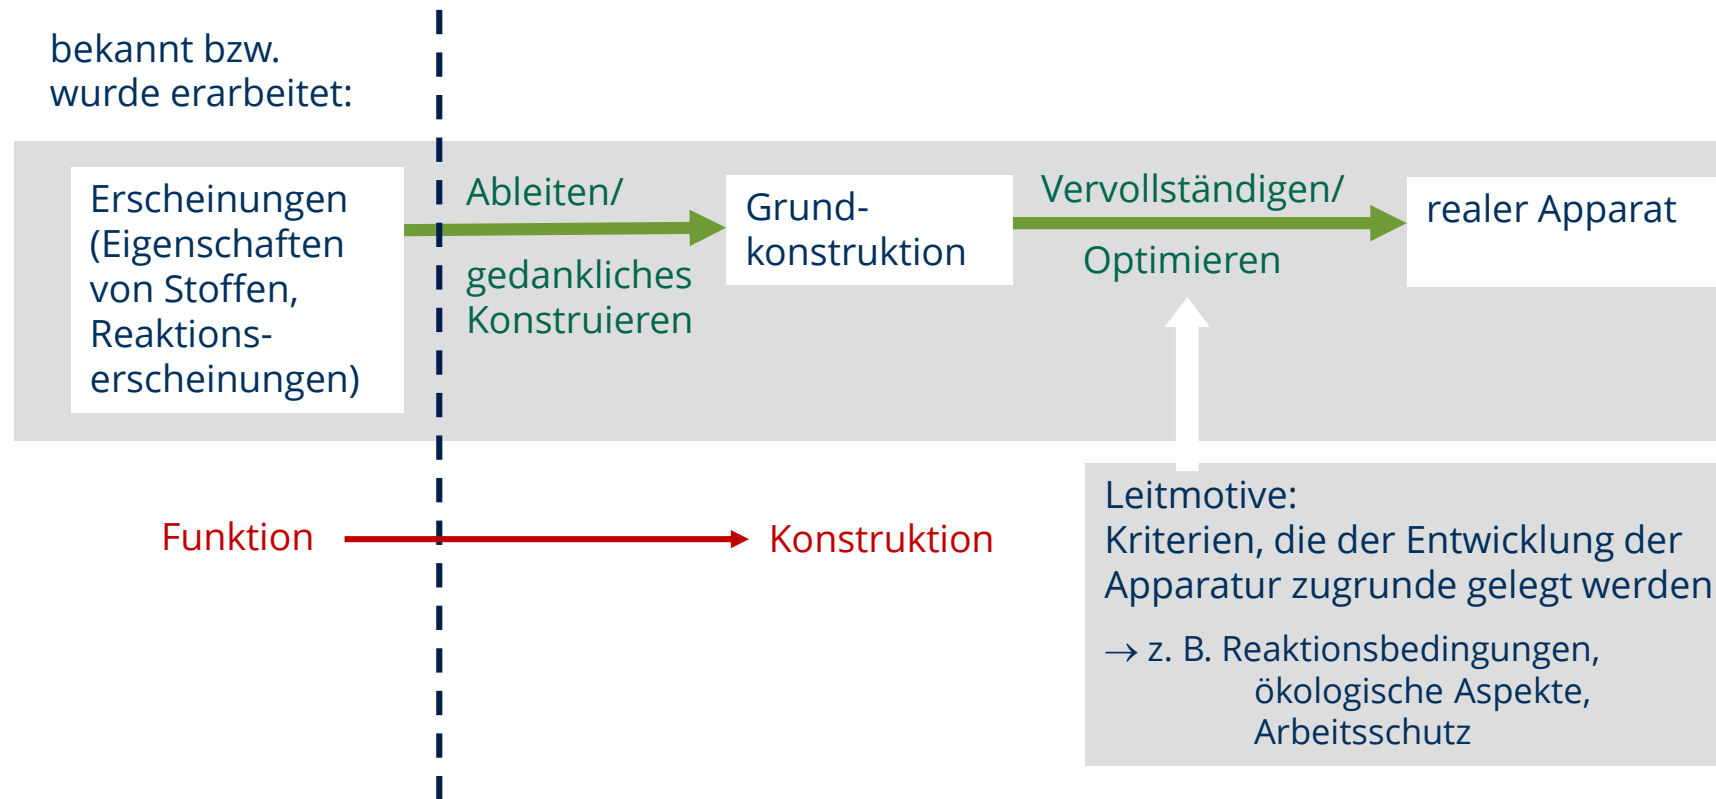 bekannt bzw.
wurde erarbeitet:
Erscheinungen
(Eigenschaften
von Stoffen,
Reaktions-
erscheinungen)
Ableiten/
gedankliches
Konstruieren
Grund-
konstruktion
Vervollständigen/
Optimieren
realer Apparat
Funktion
Konstruktion
Leitmotive:
Kriterien, die der Entwicklung der
Apparatur zugrunde gelegt werden
→ z. B. Reaktionsbedingungen,
ökologische Aspekte,
Arbeitsschutz